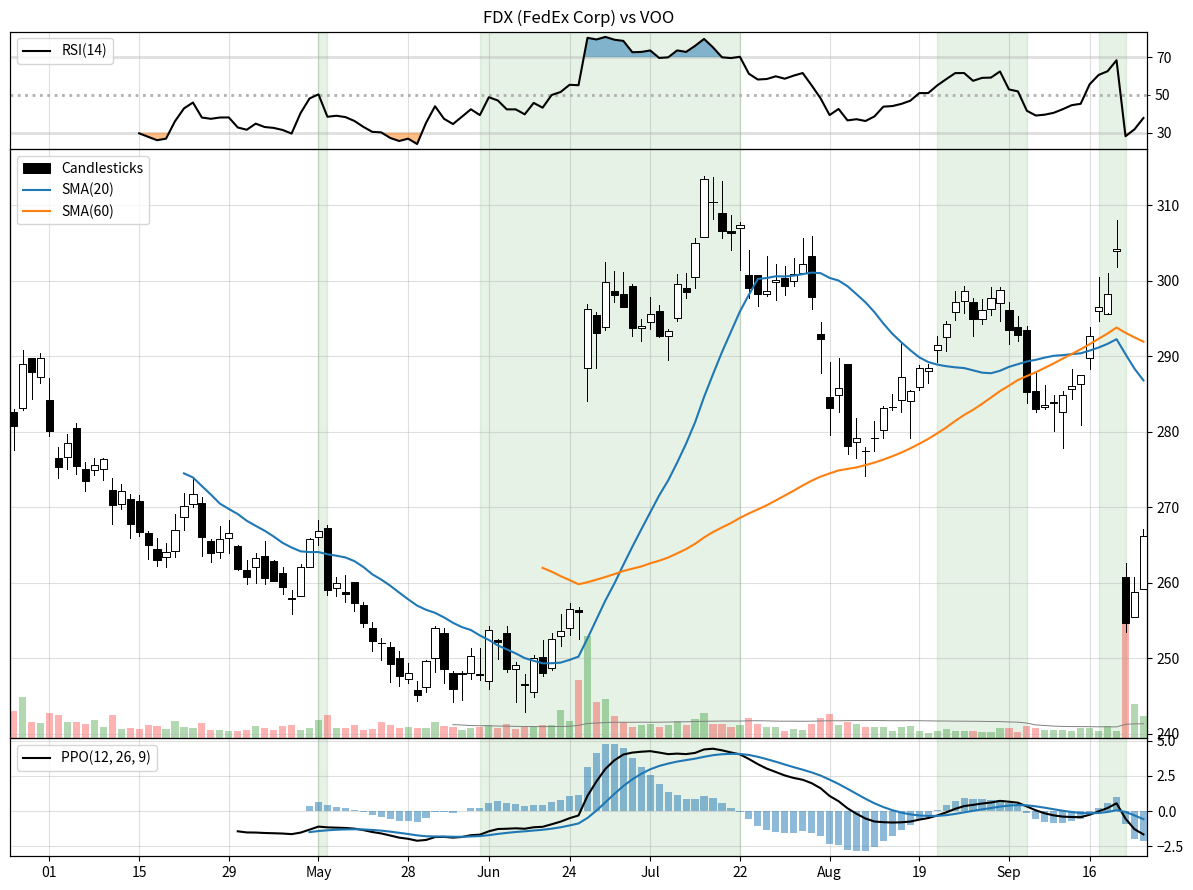 FDX (FedEx Corp) vs VOO
RSI(14)
70
50
30
Candlesticks
SMA(20)
SMA(60)
310
300
290
280
270
260
250
240
5.0
PPO(12, 26, 9)
2.5
0.0
−2.5
01 15 29 May 28 Jun 24 Jul 22 Aug 19 Sep 16